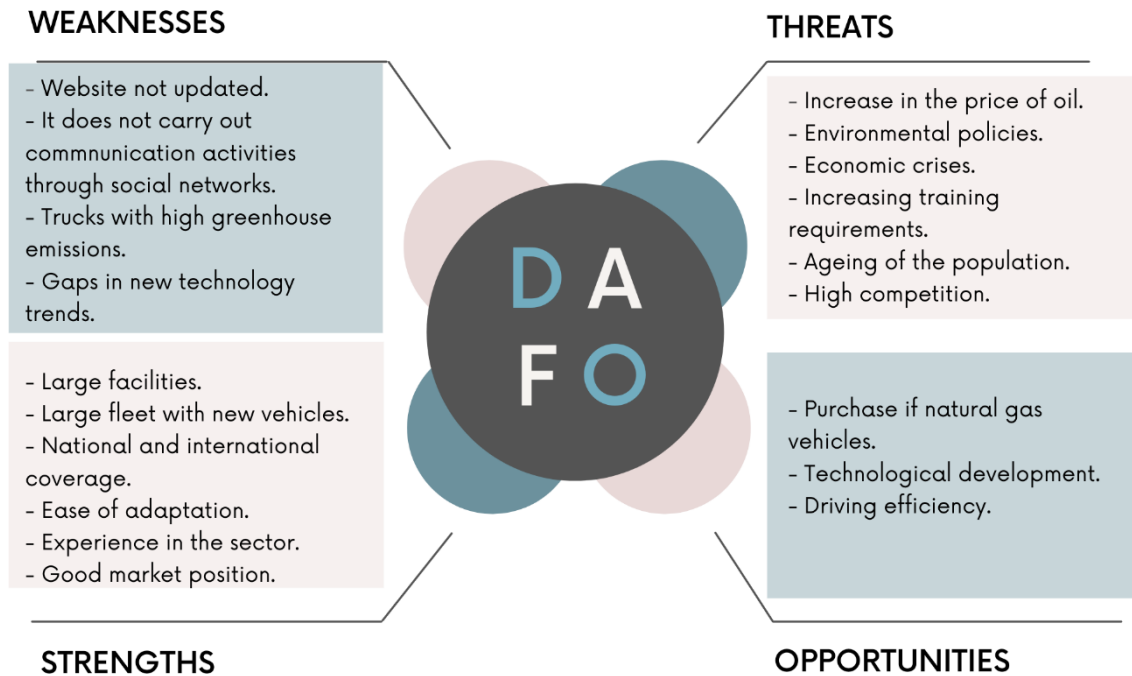 WEAKNESSES
- Website not updated.
- It does not carry out
commnunication activities
through social networks.
- Trucks with high greenhouse
emissions.
- Gaps in new technology
trends.
THREATS
- Increase in the price of oil.
- Environmental policies.
- Economic crises.
- Increasing training
requirements.
- Ageing of the population.
- High competition.
D A
F O
- Large facilities.
- Large fleet with new vehicles.
- National and international
coverage.
- Ease of adaptation.
- Experience in the sector.
- Good market position.
STRENGTHS
- Purchase if natural gas
vehicles.
- Technological development.
- Driving efficiency.
OPPORTUNITIES